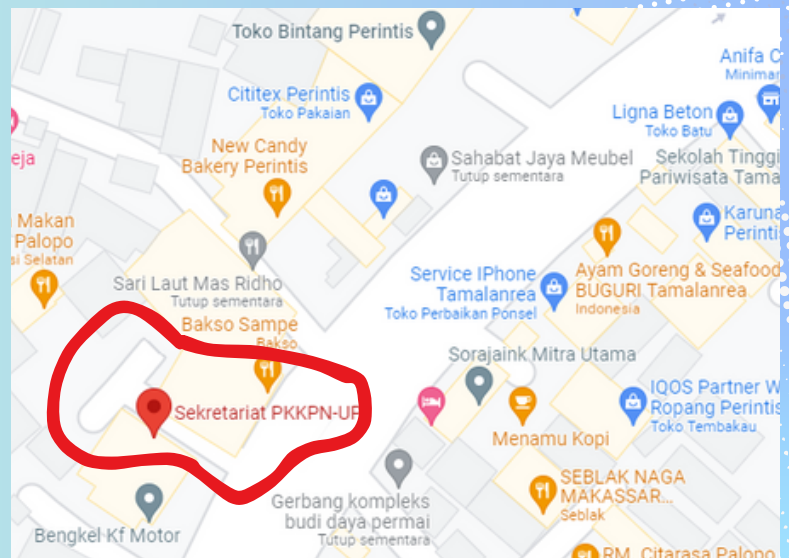 Toko Bintang Perintis
Anifa C
Minimar
Cititex Perintis
Toko Pakaian
Ligna Beton
Toko Batu
New Candy
Bakery Perintis
eja
Sahabat Jaya Meubel
Tutup sementara
Sekolah Tinggi
Pariwisata Tama
Makan
Palopo
si Selatan
Karuna
Perinti
Sari Laut Mas Ridho
Tutup sementara
Service IPhone
Tamalanrea
Toko Perbaikan Ponsel
Ayam Goreng & Seafood
BUGURI Tamalanrea
Indonesia
Bakso Sampe
Bakso
Sorajaink Mitra Utama
Sekretariat PKKPN-UP
IQOS Partner W
Ropang Perintis
Toko Tembakau
Menamu Kopi
SEBLAK NAGA
MAKASSAR...
Seblak
Gerbang kompleks
budi daya permai
Tutup sementara
Bengkel Kf Motor
RM. Citarasa Palopo